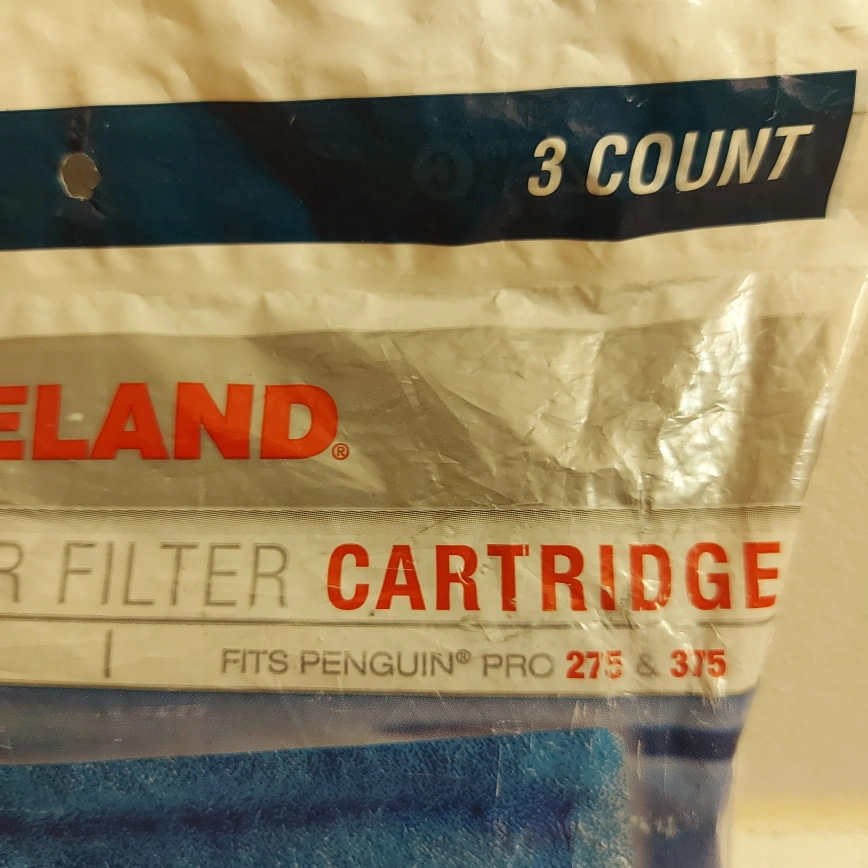 3 COUNT
ELAND®
R FILTER CARTRIDGE
FITS PENGUIN® PRO 275 & 375